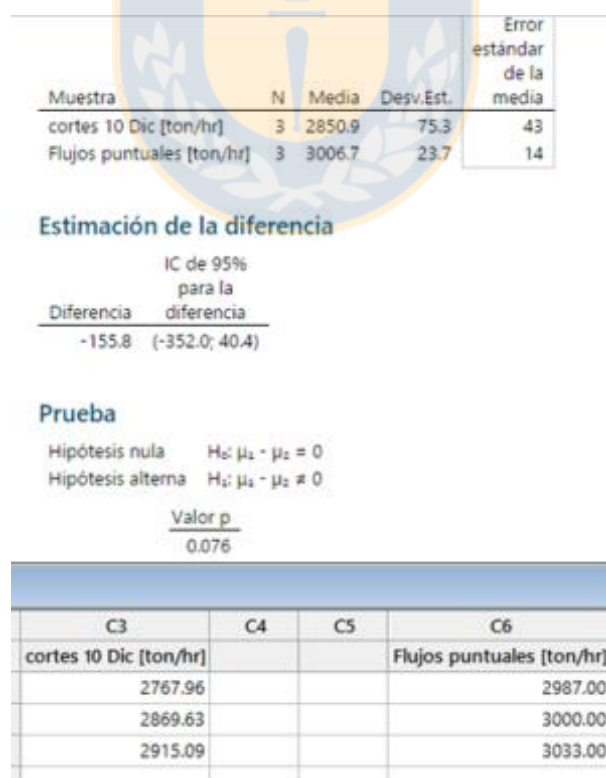 Error
estándar
de la
Muestra N Media Desv.Est. media
cortes 10 Dic [ton/hr] 3 2850.9 75.3 43
Flujos puntuales [ton/hr] 3 3006.7 23.7 14
Estimación de la diferencia
IC de 95%
para la
Diferencia diferencia
-155.8 (-352.0; 40.4)
Prueba
Hipótesis nula H₀: μ₁ - µ₂ = 0
Hipótesis alterna H₁: μ₁ - µ₂ ≠ 0
Valor p
0.076
C3 C4 C5 C6
cortes 10 Dic [ton/hr] Flujos puntuales [ton/hr]
2767.96 2987.00
2869.63 3000.00
2915.09 3033.00